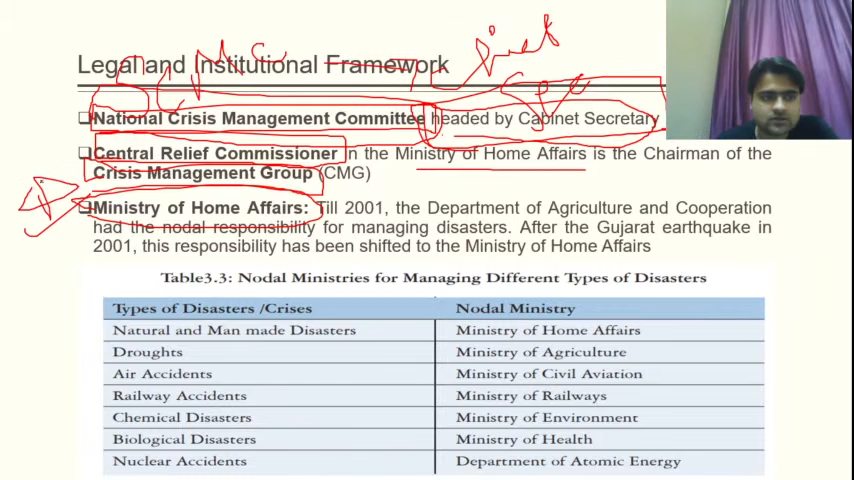 Legal and Institutional Framework
❑National Crisis Management Committee headed by Cabinet Secretary
❑Central Relief Commissioner in the Ministry of Home Affairs is the Chairman of the
Crisis Management Group (CMG)
❑Ministry of Home Affairs: Till 2001, the Department of Agriculture and Cooperation
had the nodal responsibility for managing disasters. After the Gujarat earthquake in
2001, this responsibility has been shifted to the Ministry of Home Affairs
Table3.3: Nodal Ministries for Managing Different Types of Disasters
Types of Disasters /Crises Nodal Ministry
Natural and Man made Disasters Ministry of Home Affairs
Droughts Ministry of Agriculture
Air Accidents Ministry of Civil Aviation
Railway Accidents Ministry of Railways
Chemical Disasters Ministry of Environment
Biological Disasters Ministry of Health
Nuclear Accidents Department of Atomic Energy